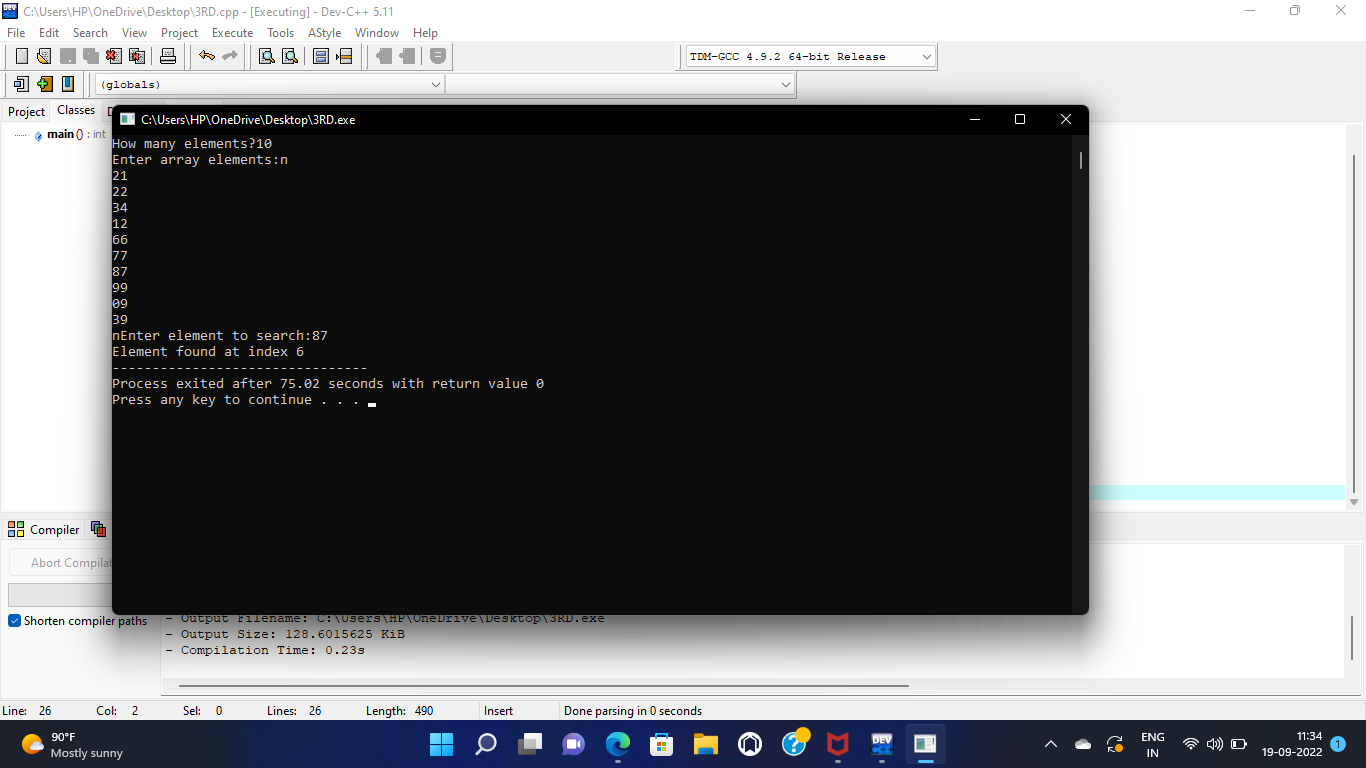 C:\Users\HP\OneDrive\Desktop\3RD.cpp - [Executing] - Dev-C++ 5.11
File Edit Search View Project Execute Tools AStyle Window Help
TDM-GCC 4.9.2 64-bit Release
(globals)
Project Classes
main () : int
C:\Users\HP\OneDrive\Desktop\3RD.exe
How many elements?10
Enter array elements:n
21
22
34
12
66
77
87
99
09
39
nEnter element to search:87
Element found at index 6
--------------------------------
Process exited after 75.02 seconds with return value 0
Press any key to continue . . .
Compiler
Abort
Shorten compiler paths
- Output Filename: C:\Users\HP\OneDrive\Desktop\3RD.exe
- Output Size: 128.6015625 KiB
- Compilation Time: 0.23s
Line: 26 Col: 2 Sel: 0 Lines: 26 Length: 490 Insert Done parsing in 0 seconds
90°F
Mostly sunny
DEV
ENG
IN
11:34
19-09-2022
1